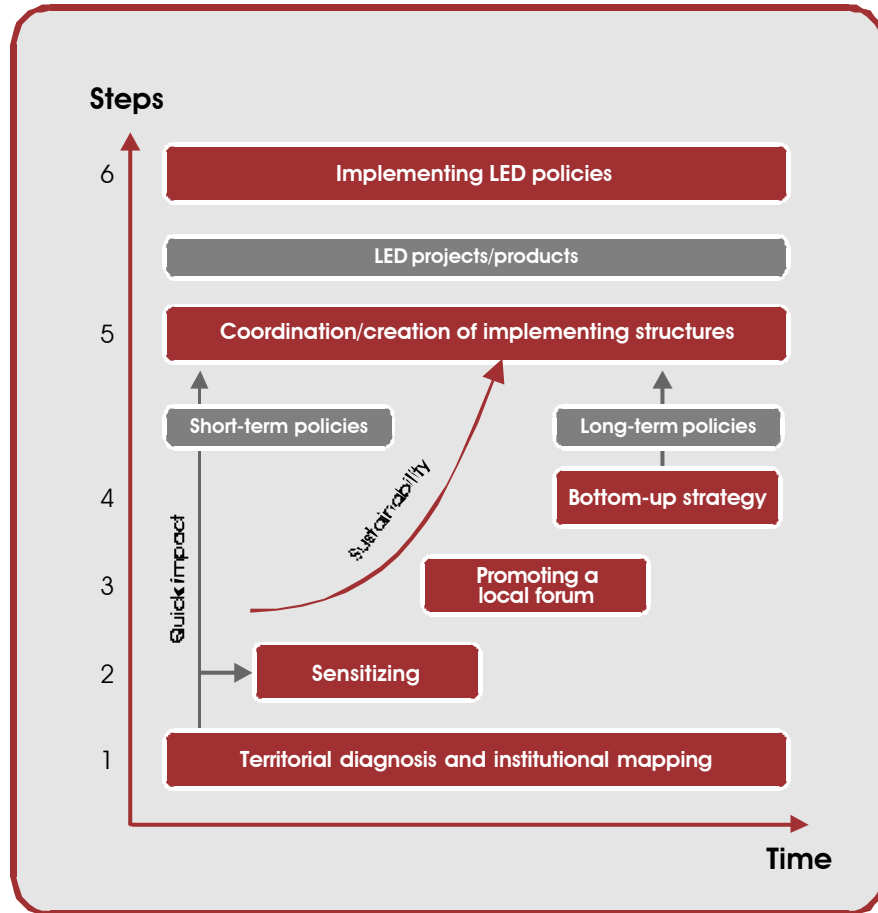 Steps
6
Implementing LED policies
LED projects/products
5
Coordination/creation of implementing structures
Short-term policies
Long-term policies
4
Bottom-up strategy
Sustainability
Quick impact
3
Promoting a
local forum
2
Sensitizing
1
Territorial diagnosis and institutional mapping
Time